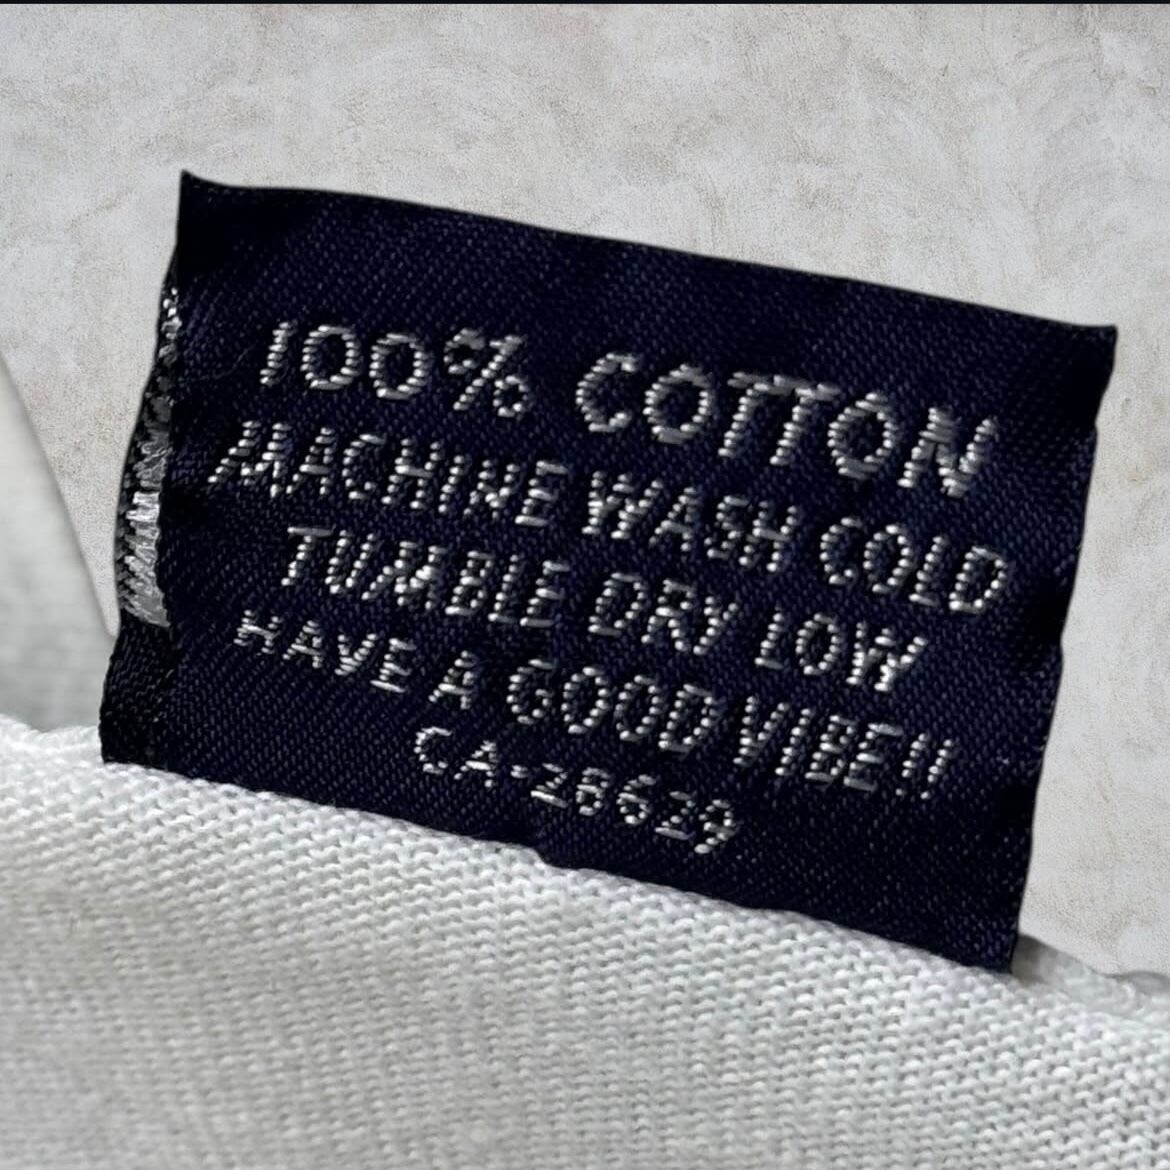 100% COTTON
MACHINE WASH COLD
TUMBLE DRY LOW
HAVE A GOOD VIBE!!
CA-28629